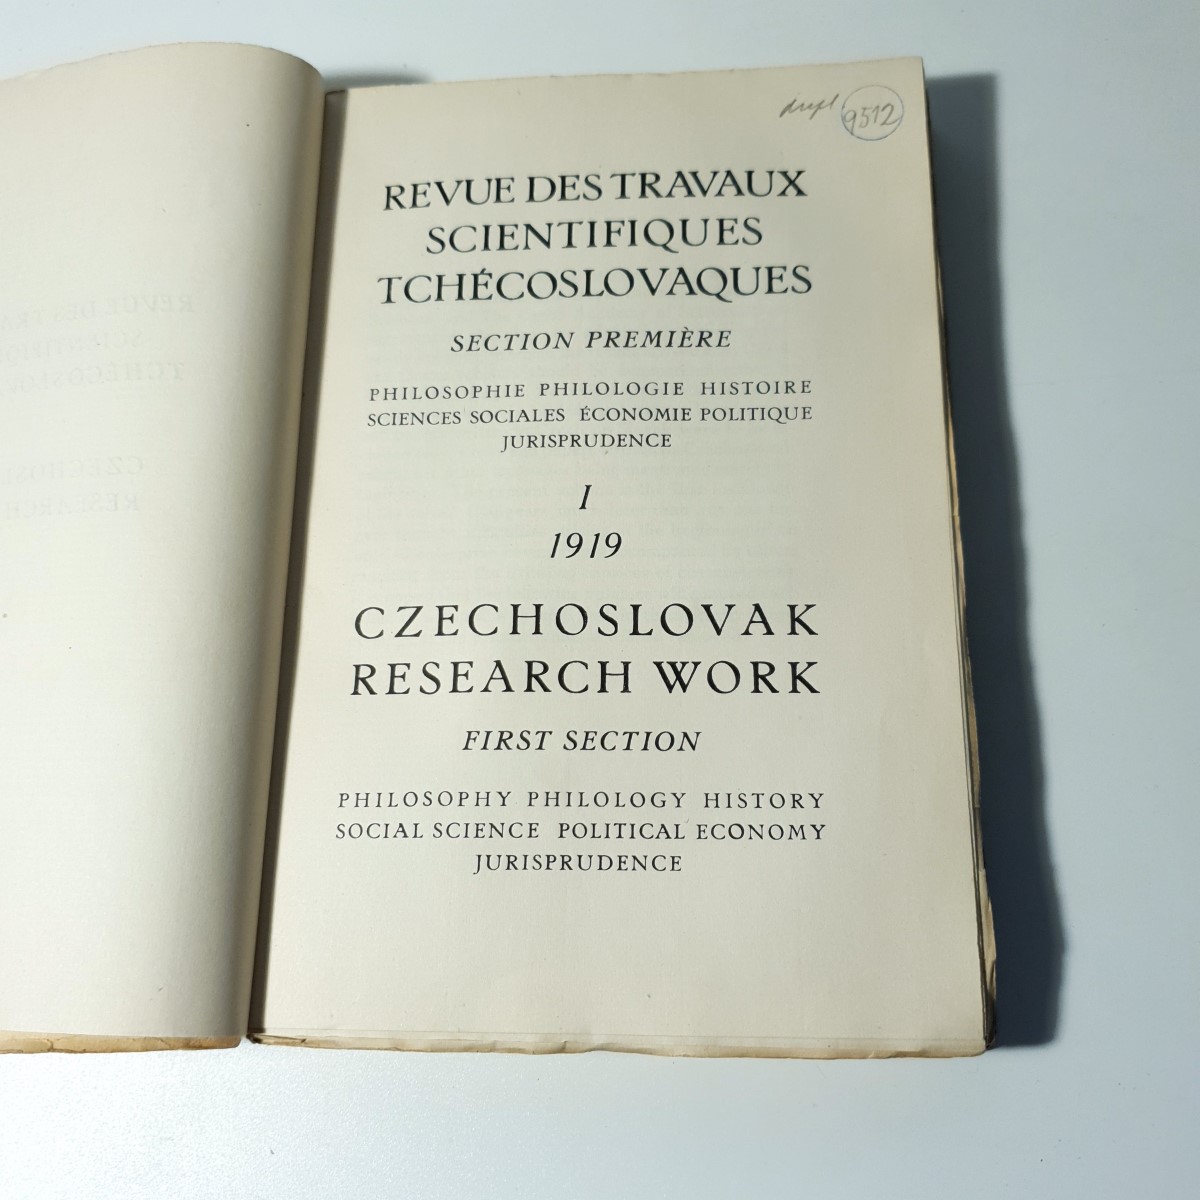 dupl. 9512
REVUE DES TRAVAUX
SCIENTIFIQUES
TCHÉCOSLOVAQUES
SECTION PREMIÈRE
PHILOSOPHIE PHILOLOGIE HISTOIRE
SCIENCES SOCIALES ÉCONOMIE POLITIQUE
JURISPRUDENCE
I
1919
CZECHOSLOVAK
RESEARCH WORK
FIRST SECTION
PHILOSOPHY PHILOLOGY HISTORY
SOCIAL SCIENCE POLITICAL ECONOMY
JURISPRUDENCE